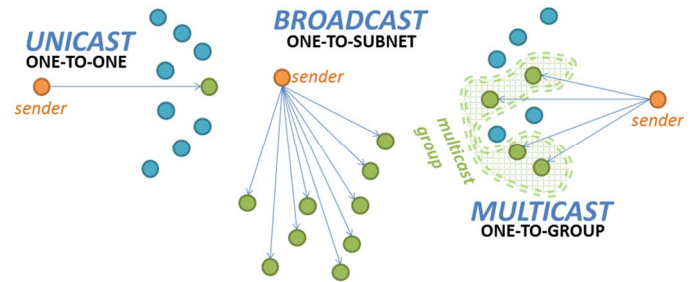 UNICAST
ONE-TO-ONE
sender
BROADCAST
ONE-TO-SUBNET
sender
multicast
group
sender
MULTICAST
ONE-TO-GROUP